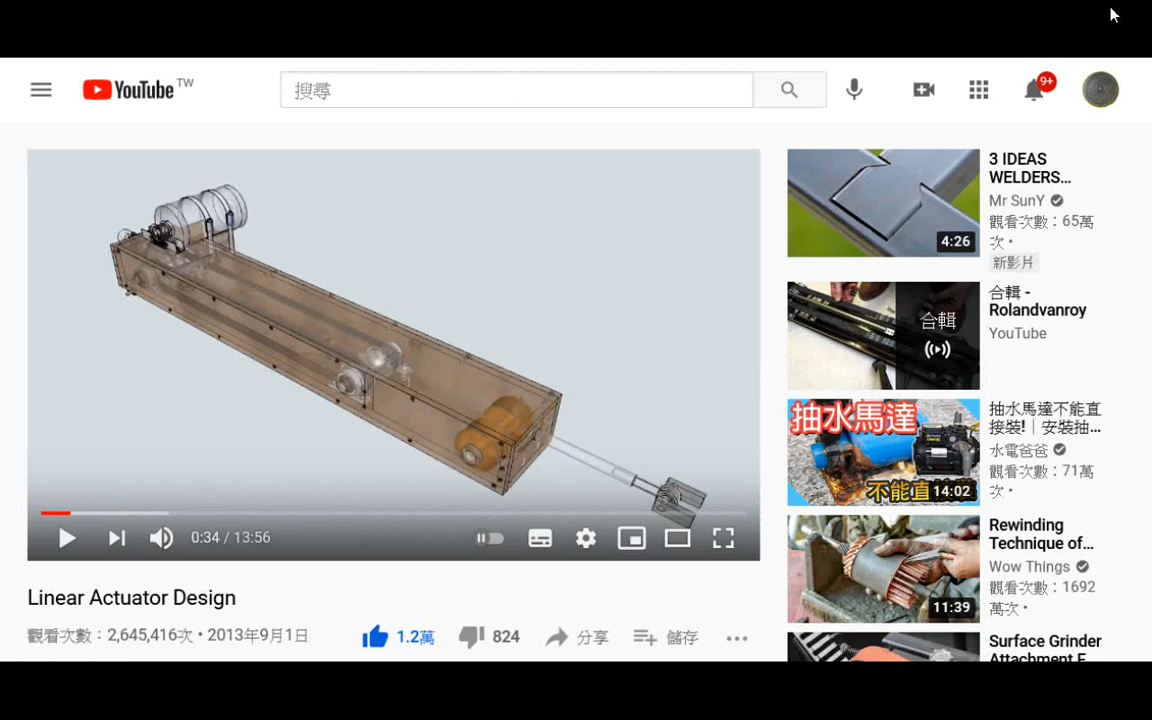 YouTube TW
搜尋
9+
0:34 / 13:56
Linear Actuator Design
觀看次數：2,645,416次 • 2013年9月1日
1.2萬
824
分享
儲存
4:26
3 IDEAS
WELDERS...
Mr SunY
觀看次數：65萬
次 •
新影片
合輯
合輯 -
Rolandvanroy
YouTube
抽水馬達
不能直
14:02
抽水馬達不能直
接裝!│安裝抽...
水電爸爸
觀看次數：71萬
次 •
11:39
Rewinding
Technique of...
Wow Things
觀看次數：1692
萬次 •
Surface Grinder
Attachment F